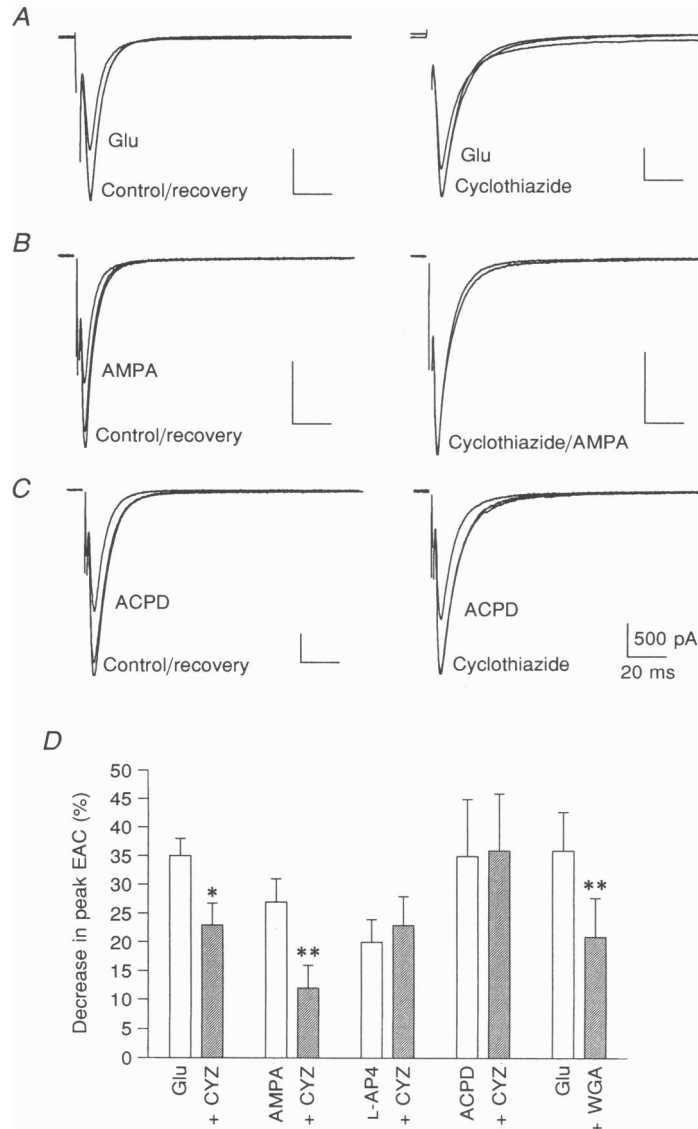 A
Glu
Control/recovery
Glu
Cyclothiazide
B
AMPA
Control/recovery
Cyclothiazide/AMPA
C
ACPD
Control/recovery
ACPD
Cyclothiazide
500 pA
20 ms
D
Decrease in peak EAC (%)
50
45
40
35
30
25
20
15
10
5
0
*
**
**
Glu
+ CYZ
AMPA
+ CYZ
L-AP4
+ CYZ
ACPD
+ CYZ
Glu
+ WGA